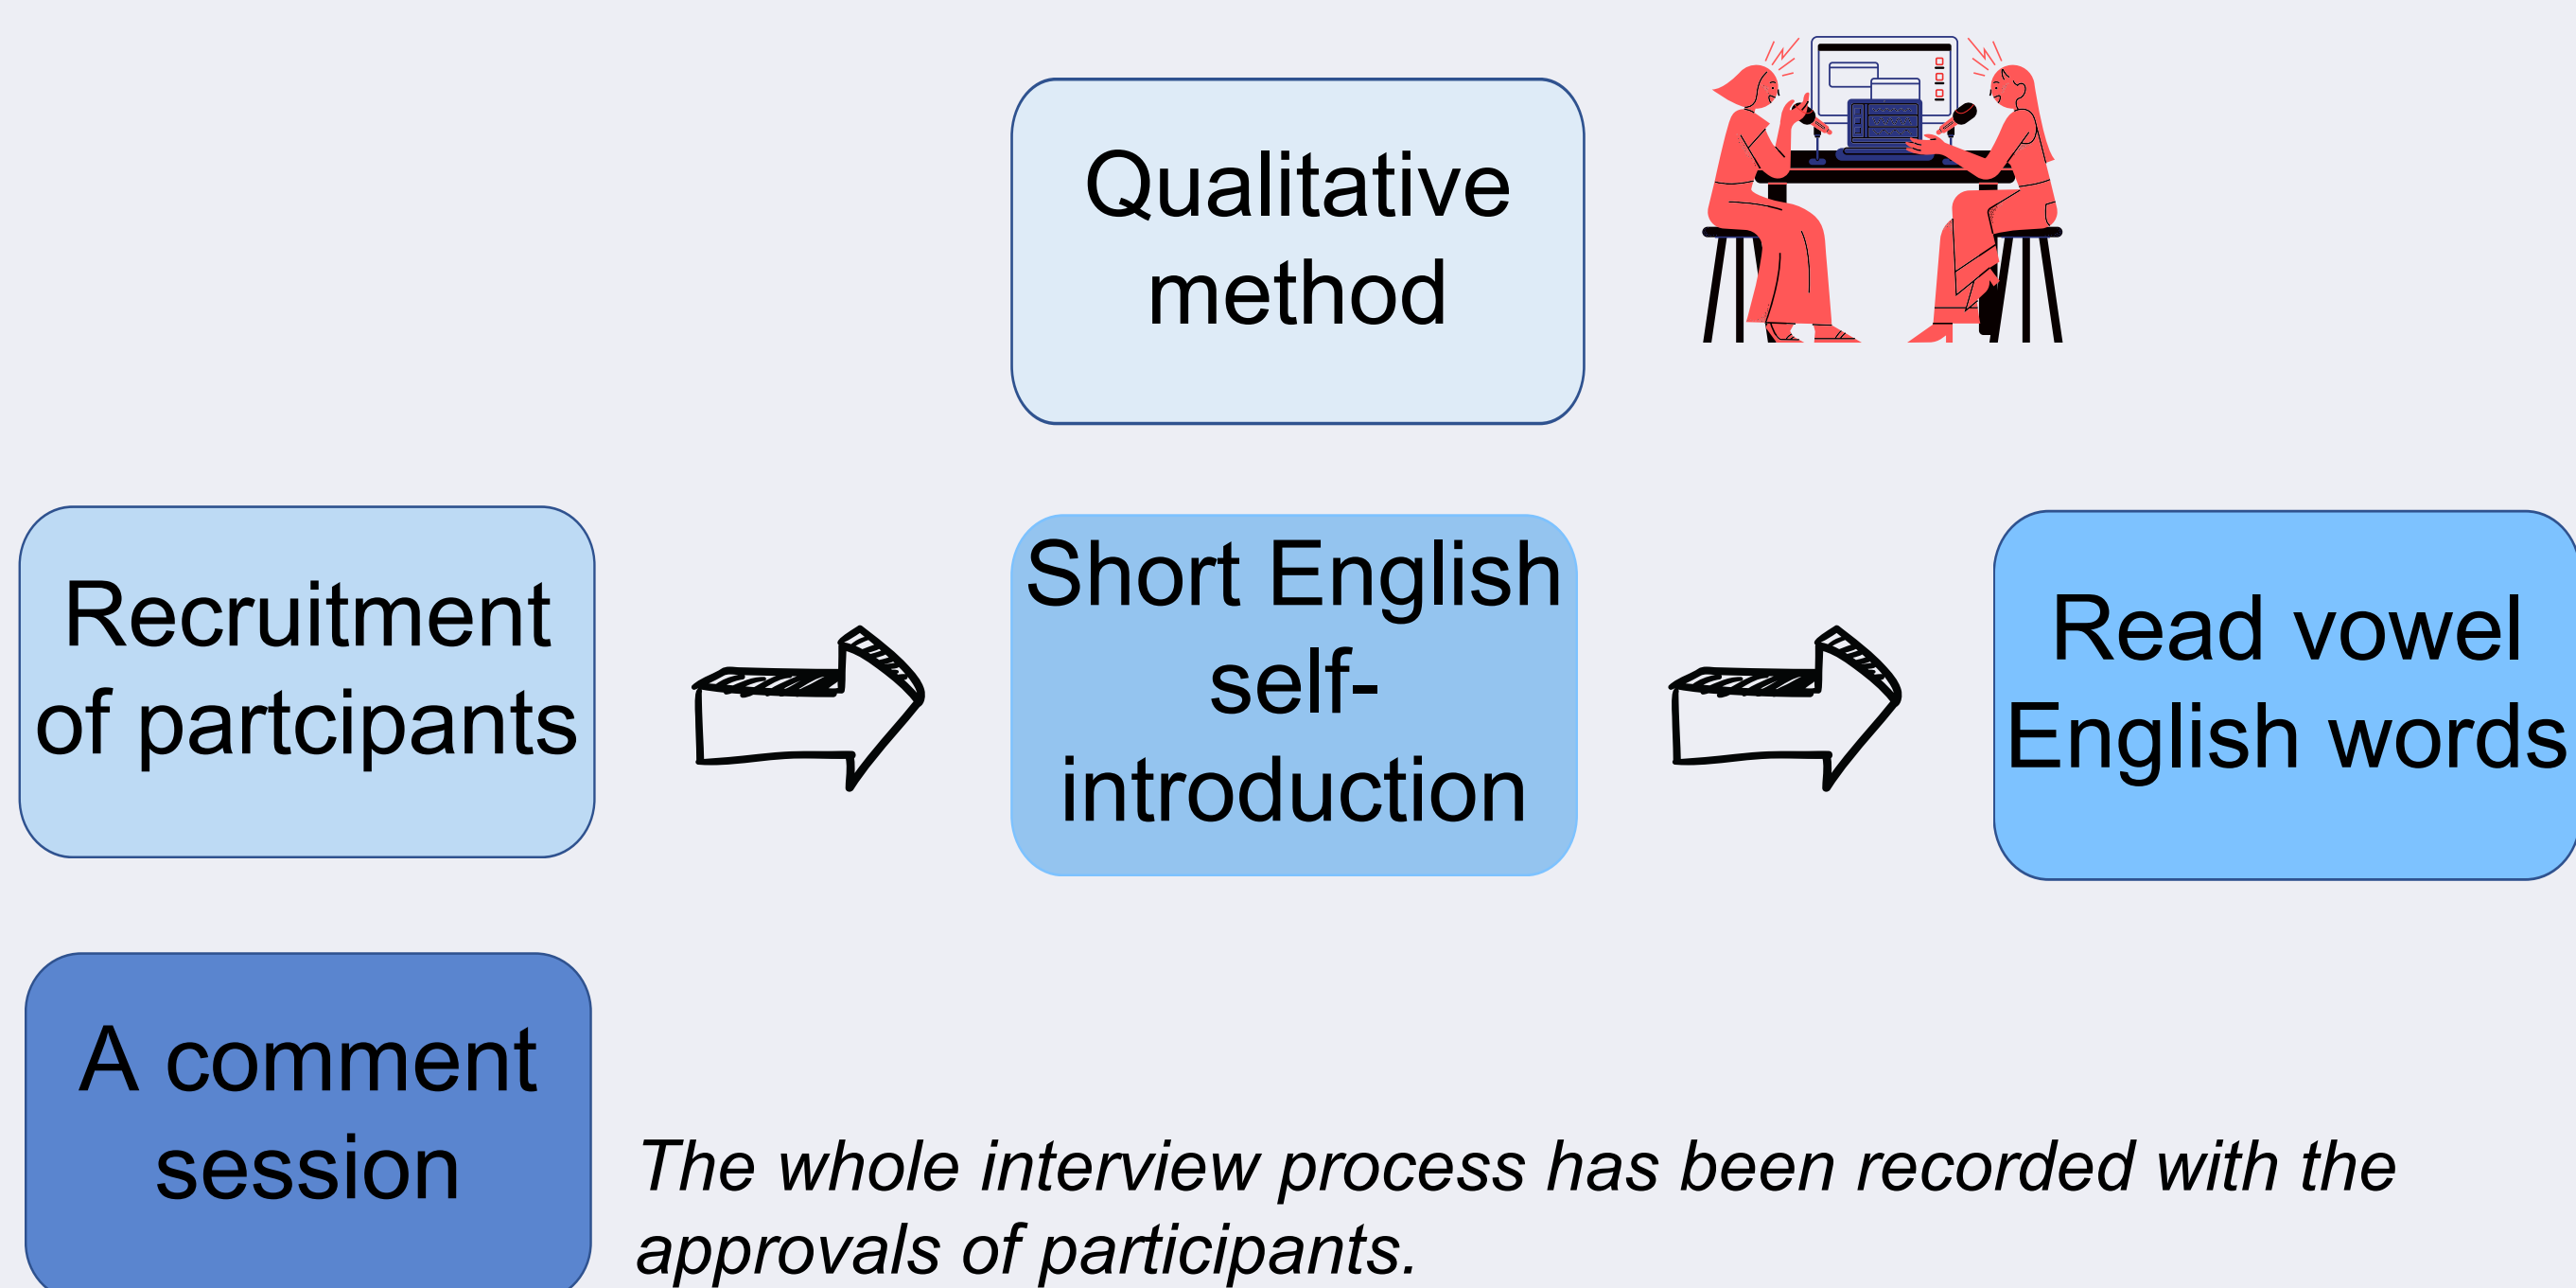 Qualitative
method
Recruitment
of partcipants
Short English
self-
introduction
Read vowel
English words
A comment
session
The whole interview process has been recorded with the
approvals of participants.